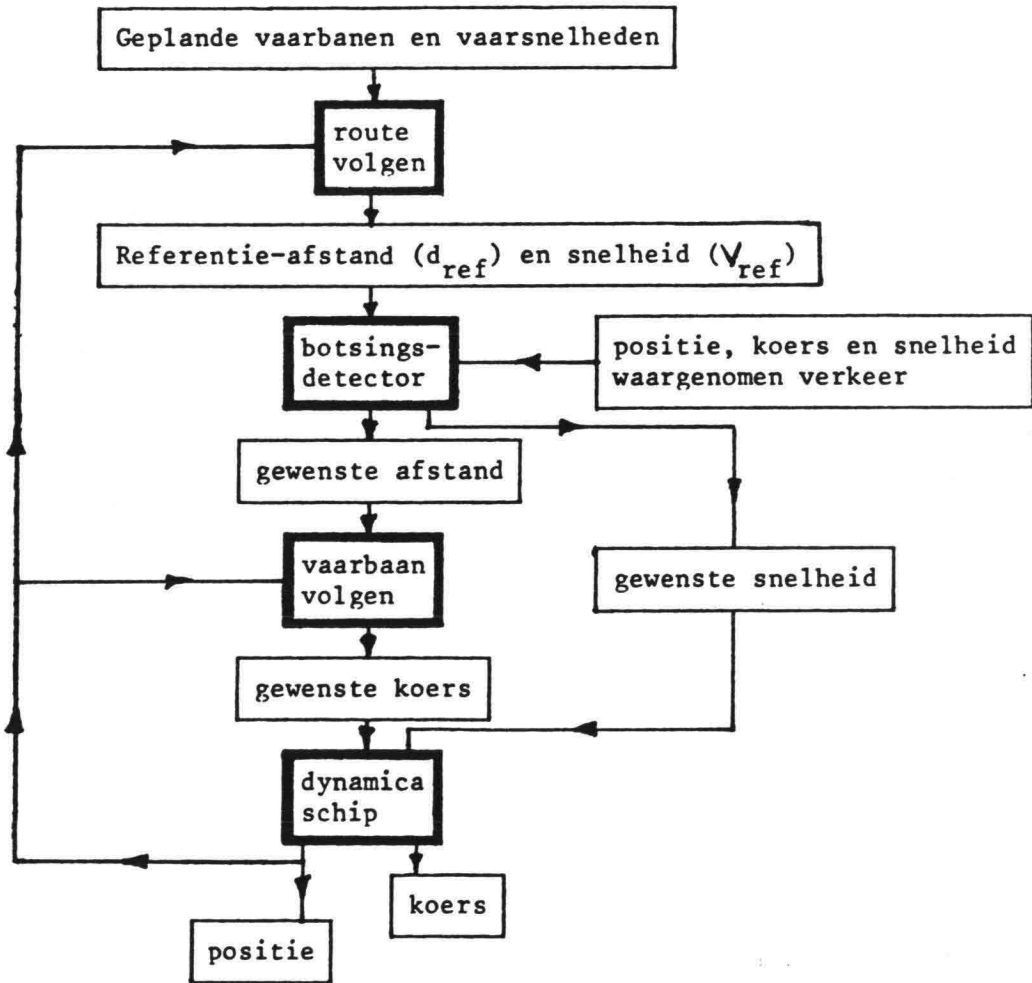 Geplande vaarbanen en vaarsnelheden
route
volgen
Referentie-afstand (d_ref) en snelheid (V_ref)
botsings-
detector
positie, koers en snelheid
waargenomen verkeer
gewenste afstand
vaarbaan
volgen
gewenste snelheid
gewenste koers
dynamica
schip
koers
positie